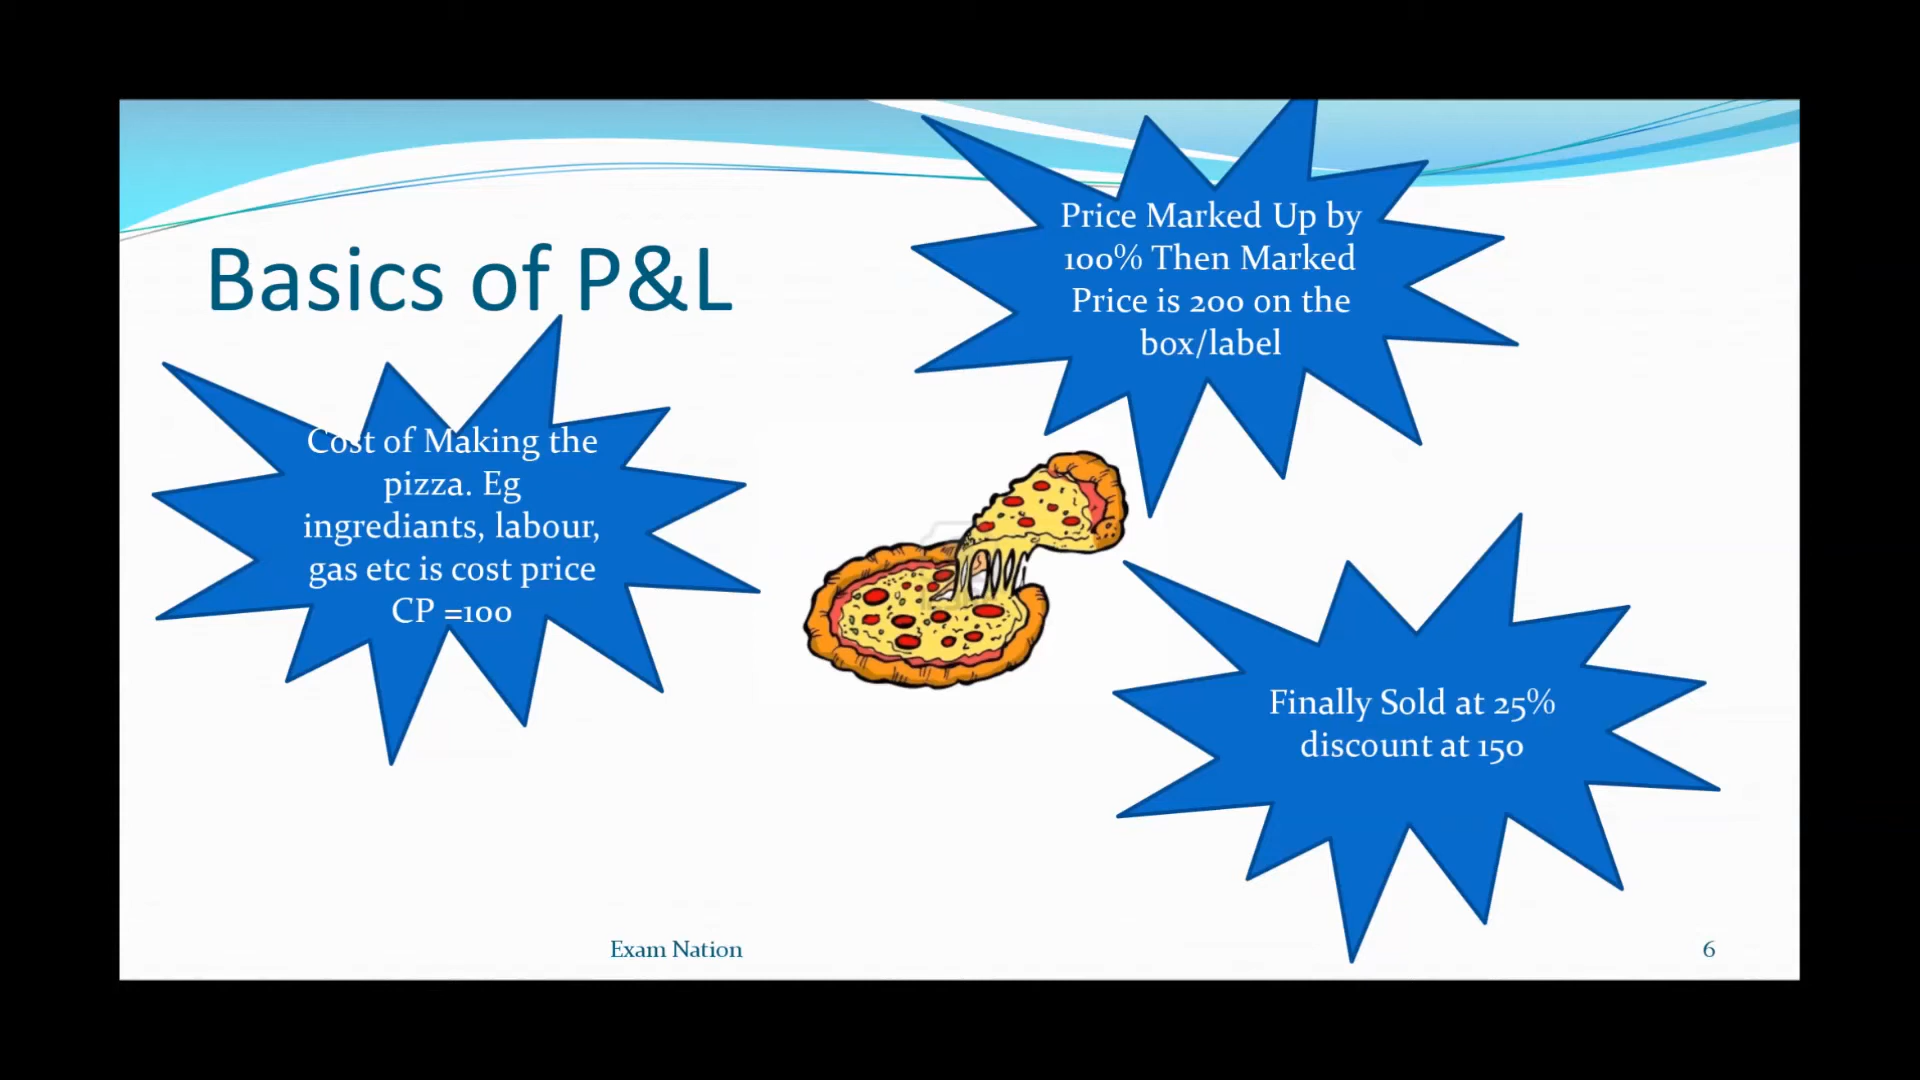 Basics of P&L
Price Marked Up by
100% Then Marked
Price is 200 on the
box/label
Cost of Making the
pizza. Eg
ingrediants, labour,
gas etc is cost price
CP =100
Finally Sold at 25%
discount at 150
Exam Nation
6